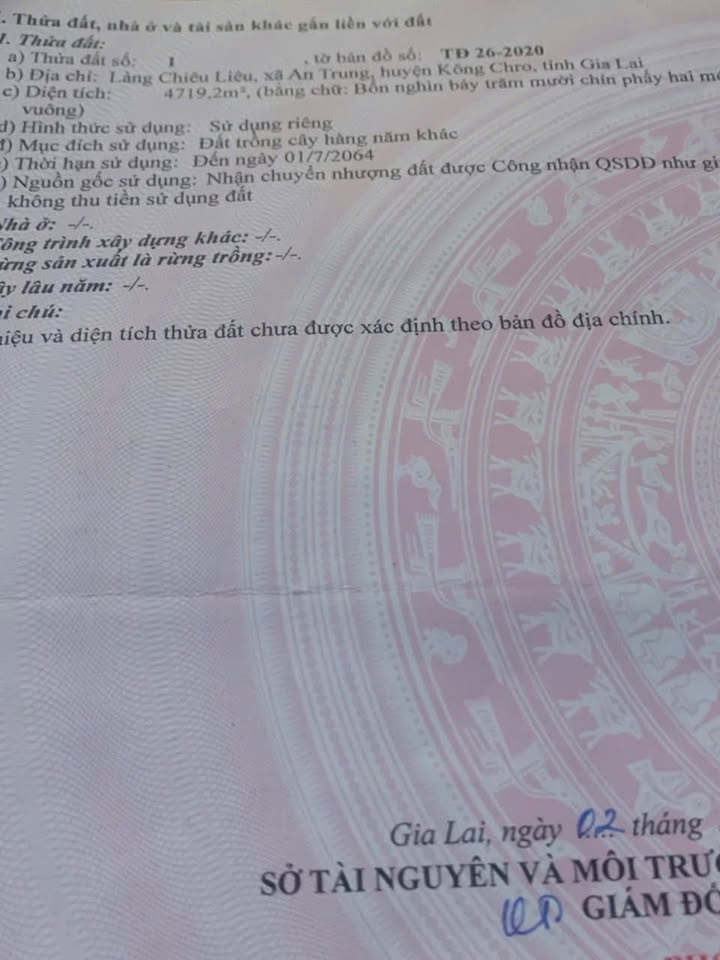 . Thửa đất, nhà ở và tài sản khác gắn liền với đất
1. Thửa đất:
a) Thửa đất số: 1 , tờ bản đồ số: TĐ 26-2020
b) Địa chỉ: Làng Chiêu Liêu, xã An Trung, huyện Kông Chro, tỉnh Gia Lai
c) Diện tích: 4719,2m², (bằng chữ: Bốn nghìn bảy trăm mười chín phẩy hai mé
vuông)
d) Hình thức sử dụng: Sử dụng riêng
) Mục đích sử dụng: Đất trồng cây hàng năm khác
) Thời hạn sử dụng: Đến ngày 01/7/2064
) Nguồn gốc sử dụng: Nhận chuyển nhượng đất được Công nhận QSDĐ như gi
không thu tiền sử dụng đất
Nhà ở: -/-.
ông trình xây dựng khác: -/-.
ừng sản xuất là rừng trồng: -/-.
ây lâu năm: -/-.
i chú:
iệu và diện tích thửa đất chưa được xác định theo bản đồ địa chính.
Gia Lai, ngày 02 tháng
SỞ TÀI NGUYÊN VÀ MÔI TRƯỜ
GIÁM ĐỐ